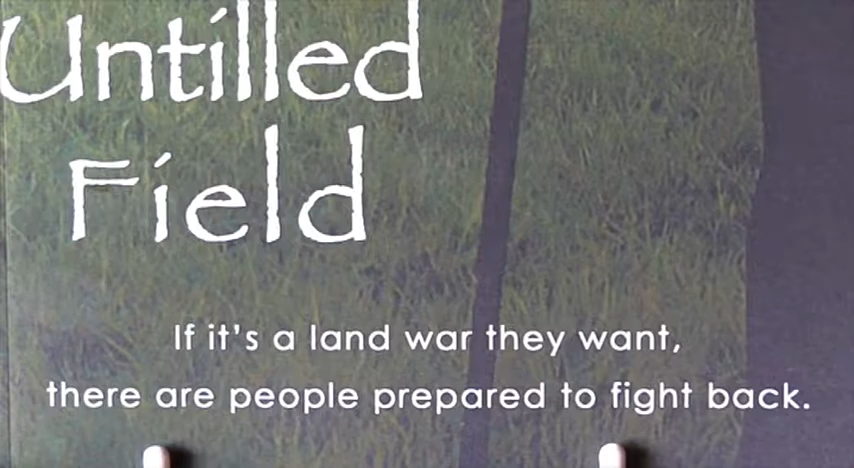 Untilled
Field
If it's a land war they want,
there are people prepared to fight back.